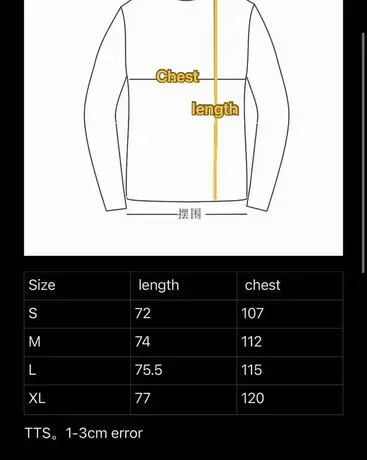 Chest
length
摆围
Size length chest
S 72 107
M 74 112
L 75.5 115
XL 77 120
TTS。1-3cm error